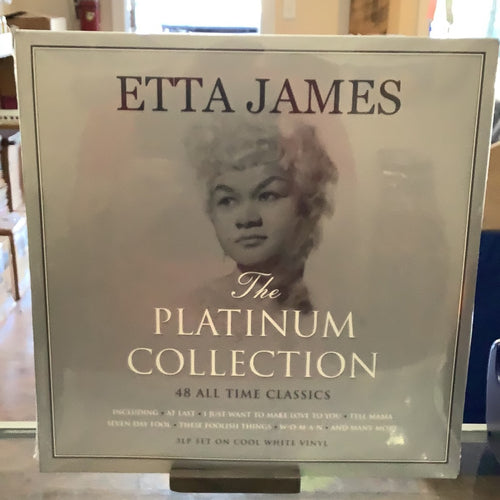 ETTA JAMES
The
PLATINUM
COLLECTION
48 ALL TIME CLASSICS
INCLUDING • AT LAST • I JUST WANT TO MAKE LOVE TO YOU • TELL MAMA
SEVEN DAY FOOL • THESE FOOLISH THINGS • W-O-M-A-N • AND MANY MORE
3LP SET ON COOL WHITE VINYL